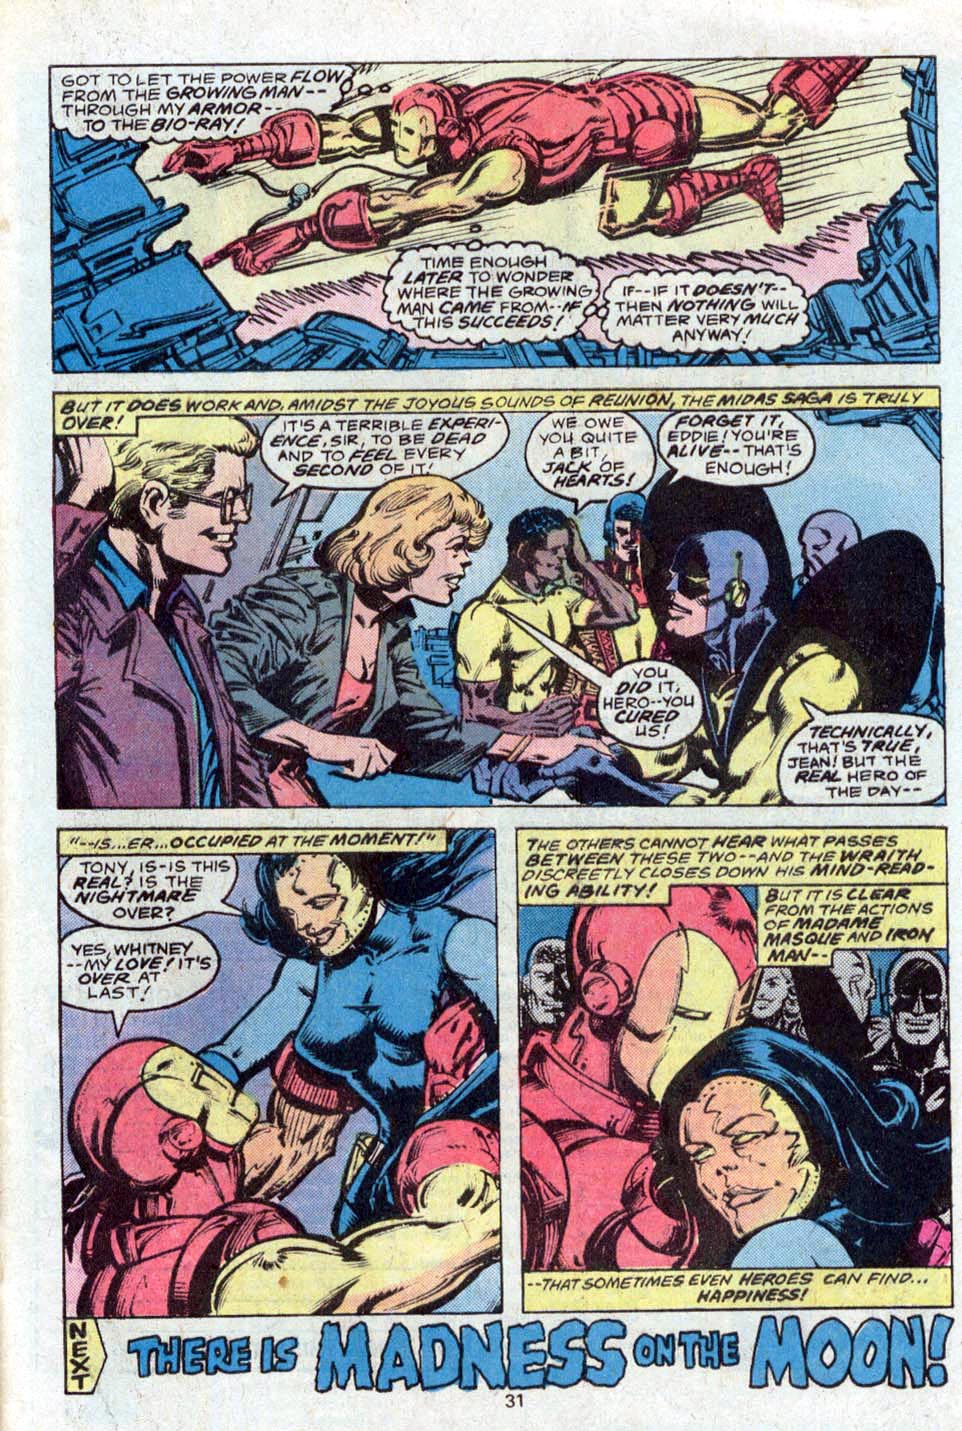 GOT TO LET THE POWER FLOW
FROM THE GROWING MAN--
THROUGH MY ARMOR--
TO THE BIO-RAY!
TIME ENOUGH
LATER TO WONDER
WHERE THE GROWING
MAN CAME FROM--IF
THIS SUCCEEDS!
IF--IF IT DOESN'T--
THEN NOTHING WILL
MATTER VERY MUCH
ANYWAY!
BUT IT DOES WORK AND, AMIDST THE JOYOUS SOUNDS OF REUNION, THE MIDAS SAGA IS TRULY
OVER!
IT'S A TERRIBLE EXPERI-
ENCE, SIR, TO BE DEAD
AND TO FEEL EVERY
SECOND OF IT!
WE OWE
YOU QUITE
A BIT,
JACK OF
HEARTS!
FORGET IT,
EDDIE! YOU'RE
ALIVE--THAT'S
ENOUGH!
YOU
DID IT,
HERO--YOU
CURED
US!
TECHNICALLY,
THAT'S TRUE,
JEAN! BUT THE
REAL HERO OF
THE DAY--
"--IS...ER...OCCUPIED AT THE MOMENT!"
TONY, IS-IS THIS
REAL? IS THE
NIGHTMARE
OVER?
YES, WHITNEY
--MY LOVE! IT'S
OVER AT
LAST!
THE OTHERS CANNOT HEAR WHAT PASSES
BETWEEN THESE TWO--AND THE WRAITH
DISCREETLY CLOSES DOWN HIS MIND-READ-
ING ABILITY!
BUT IT IS CLEAR
FROM THE ACTIONS
OF MADAME
MASQUE AND IRON
MAN--
--THAT SOMETIMES EVEN HEROES CAN FIND...
HAPPINESS!
NEXT
THERE IS MADNESS ON THE MOON!
31